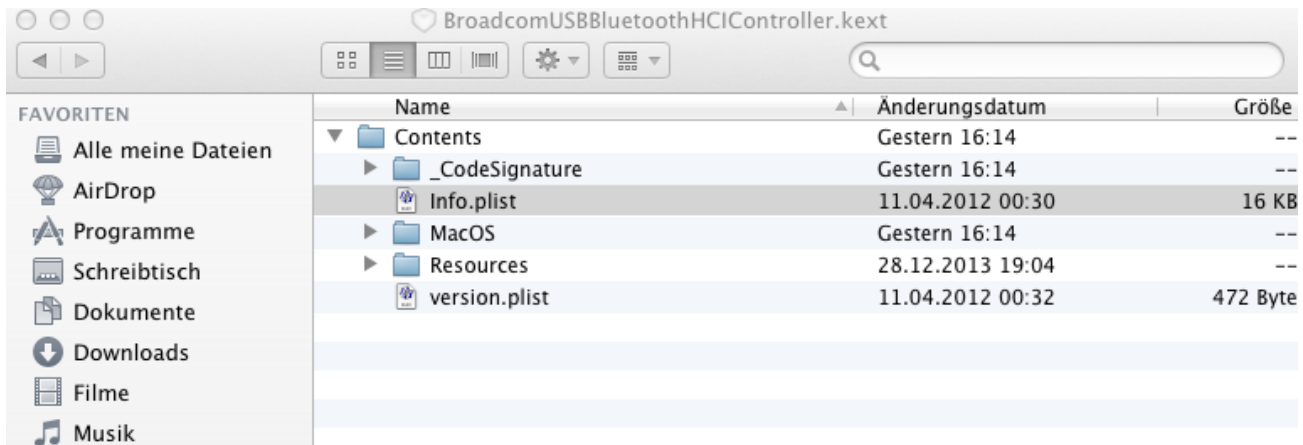 BroadcomUSBBluetoothHCIController.kext
FAVORITEN
Alle meine Dateien
AirDrop
Programme
Schreibtisch
Dokumente
Downloads
Filme
Musik
Name Änderungsdatum Größe
Contents Gestern 16:14 --
_CodeSignature Gestern 16:14 --
Info.plist 11.04.2012 00:30 16 KB
MacOS Gestern 16:14 --
Resources 28.12.2013 19:04 --
version.plist 11.04.2012 00:32 472 Byte